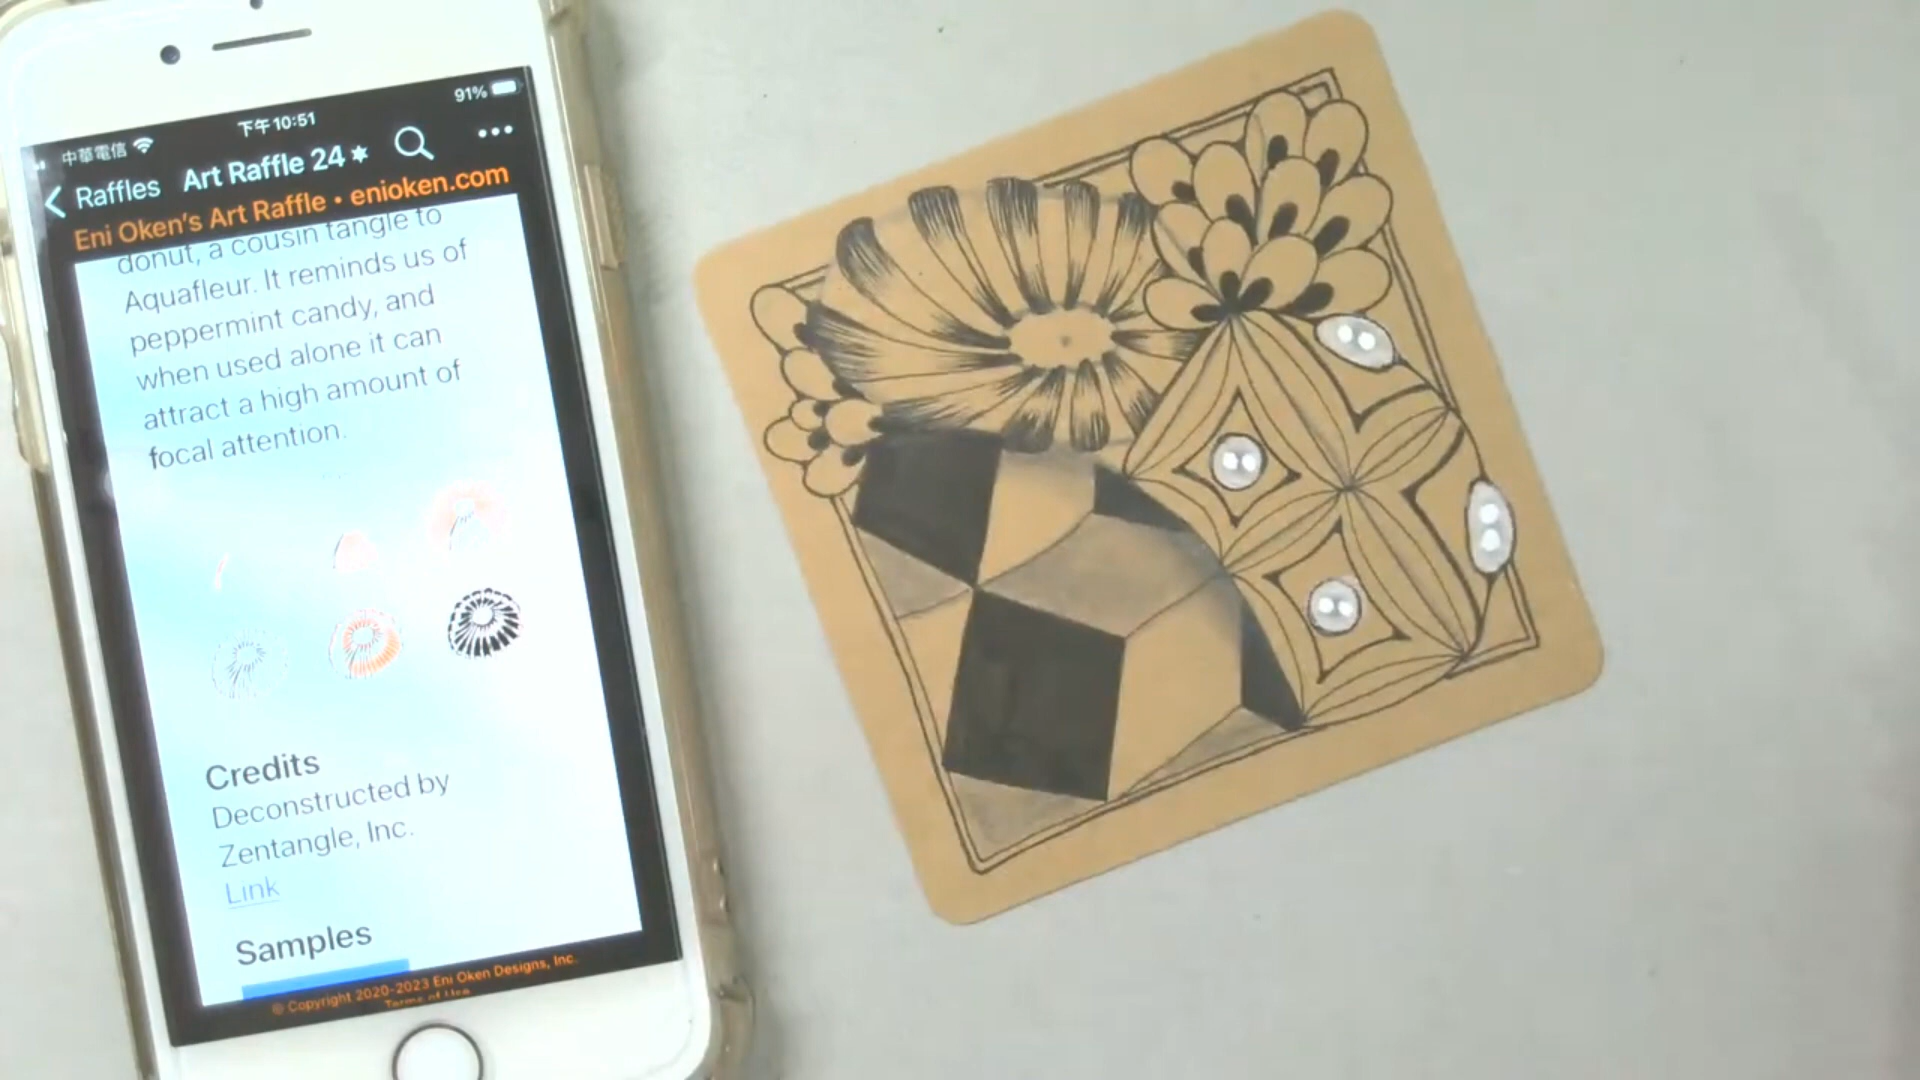 91%
中華電信
下午10:51
Raffles
Art Raffle 24 ✶
Eni Oken's Art Raffle • enioken.com
donut, a cousin tangle to
Aquafleur. It reminds us of
peppermint candy, and
when used alone it can
attract a high amount of
focal attention.
Credits
Deconstructed by
Zentangle, Inc.
Link
Samples
© Copyright 2020-2023 Eni Oken Designs, Inc.
Terms of Use